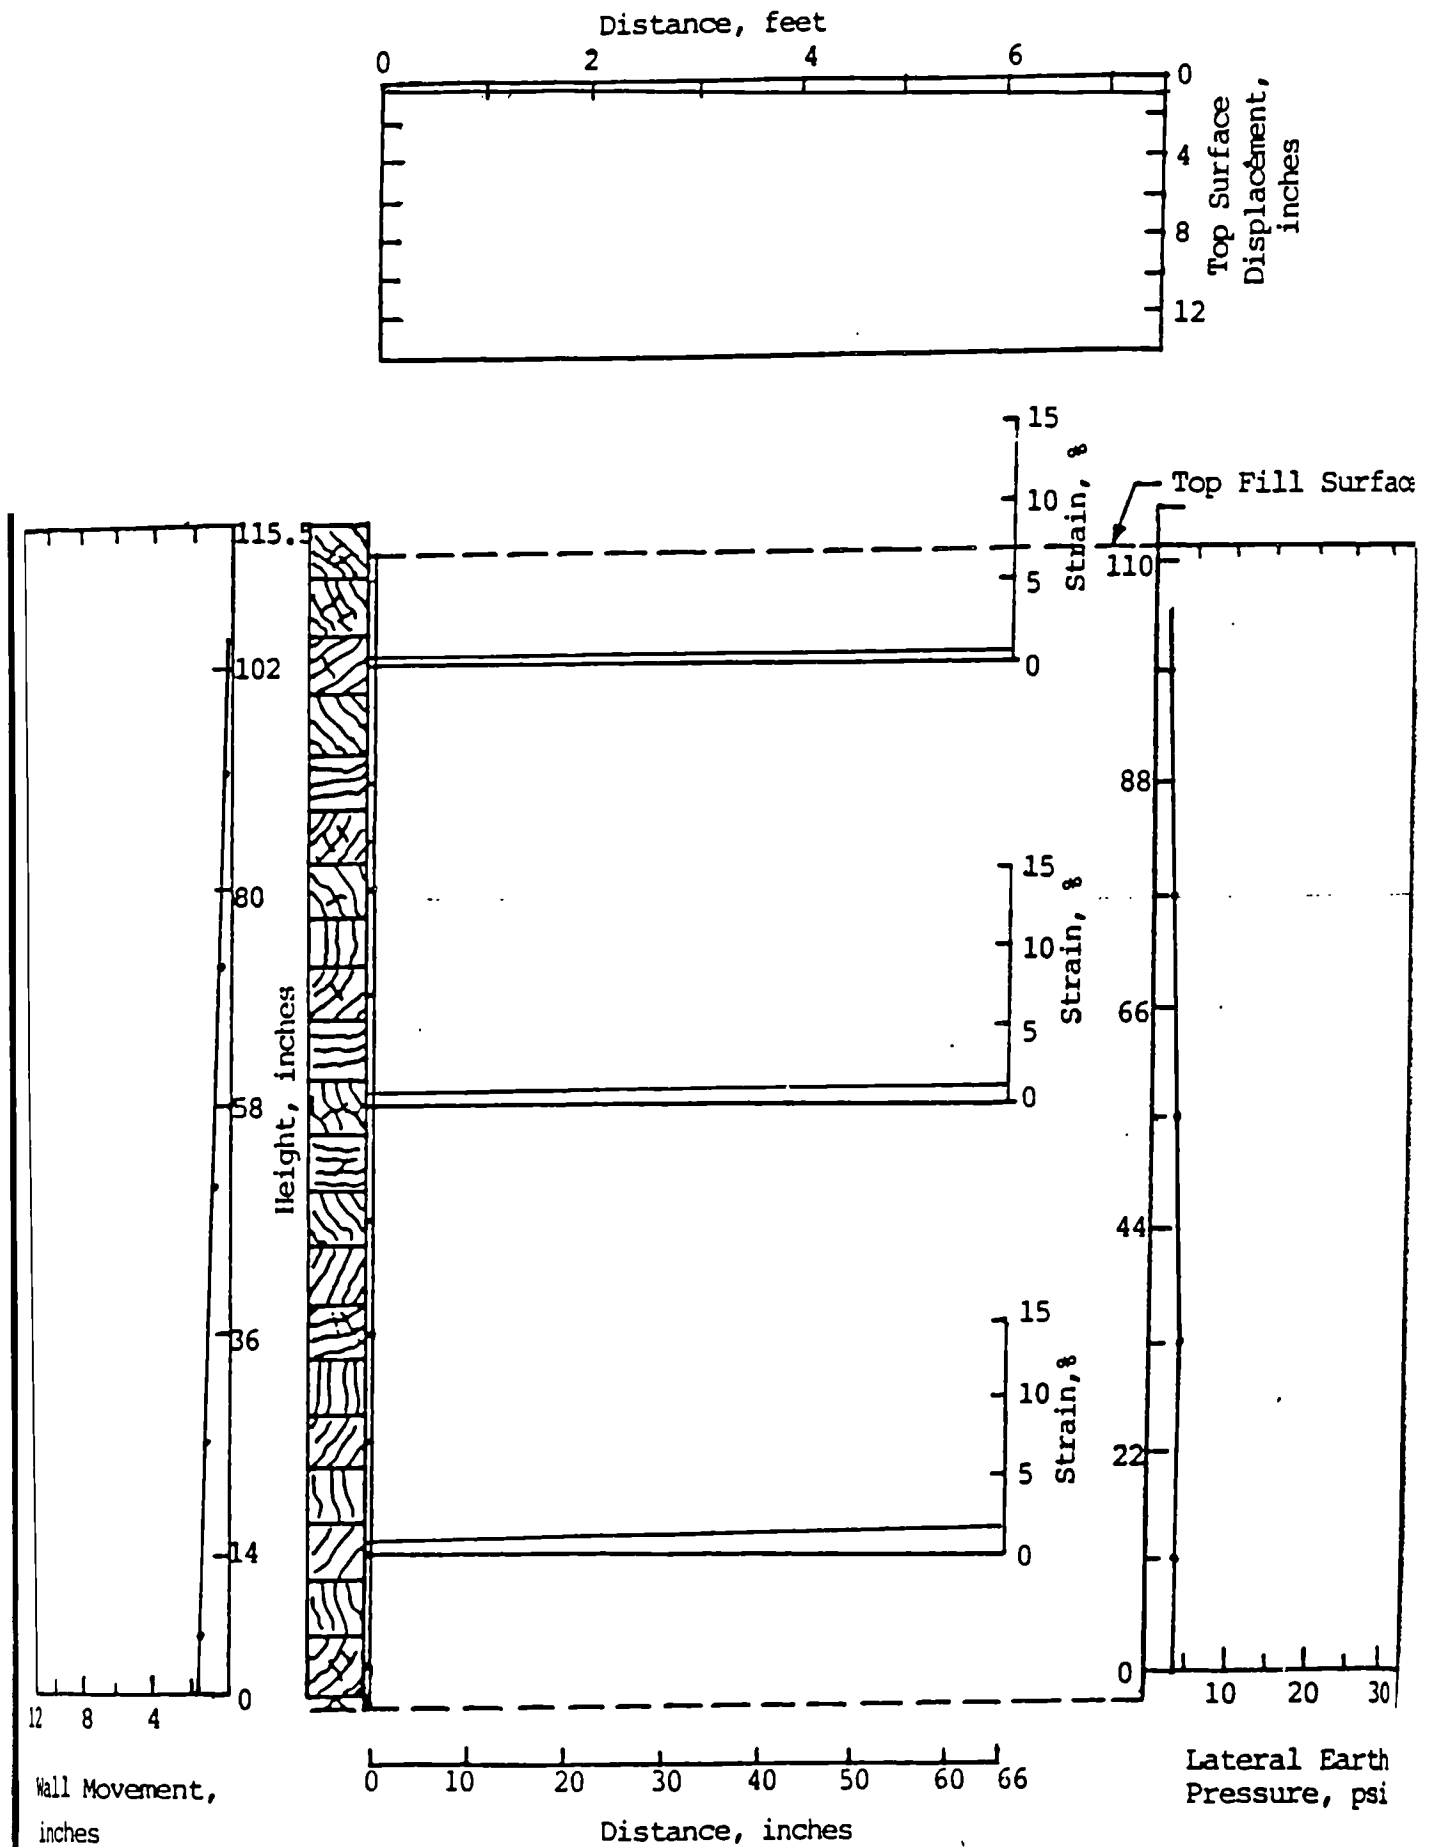 Distance, feet
0 2 4 6
0
4
8
12
Top Surface
Displacement,
inches
15
10
5
0
Strain, %
Top Fill Surface
115.5
102
80
58
36
14
0
Height, inches
110
88
66
44
22
0
15
10
5
0
Strain, %
15
10
5
0
Strain,%
12 8 4
Wall Movement,
inches
0 10 20 30 40 50 60 66
Distance, inches
10 20 30
Lateral Earth
Pressure, psi